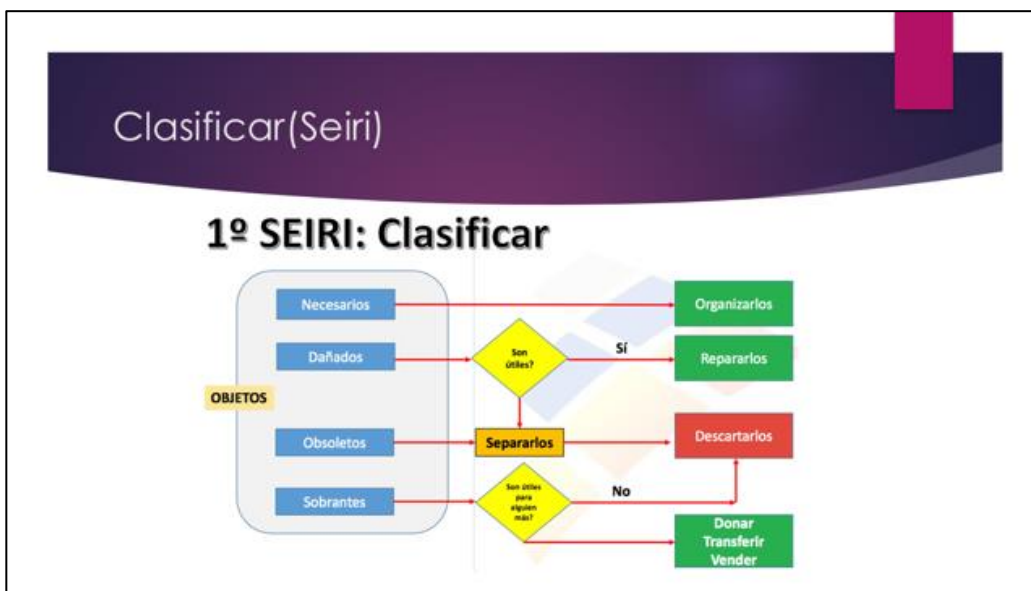 Clasificar(Seiri)
1º SEIRI: Clasificar
Necesarios
Organizarlos
Dañados
Son
útiles?
Sí
Repararlos
OBJETOS
Obsoletos
Separarlos
Descartarlos
Sobrantes
Son útiles
para
alguien
más?
No
Donar
Transferir
Vender